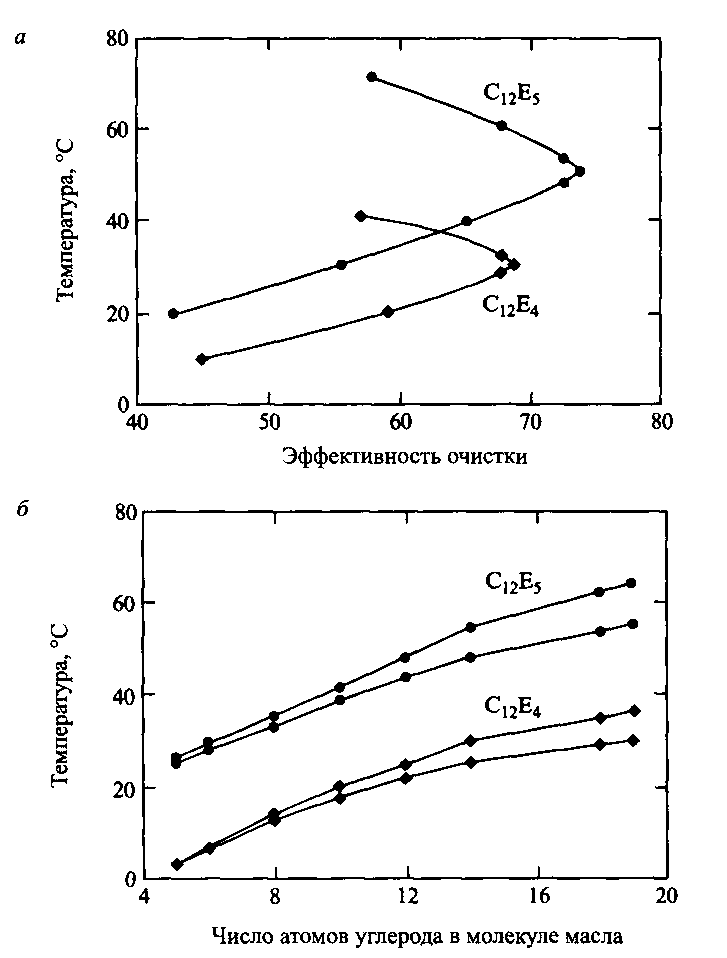 а
80
60
40
20
0
Температура, °C
C12E5
C12E4
40
50
60
70
80
Эффективность очистки
б
80
60
40
20
0
Температура, °C
C12E5
C12E4
4
8
12
16
20
Число атомов углерода в молекуле масла